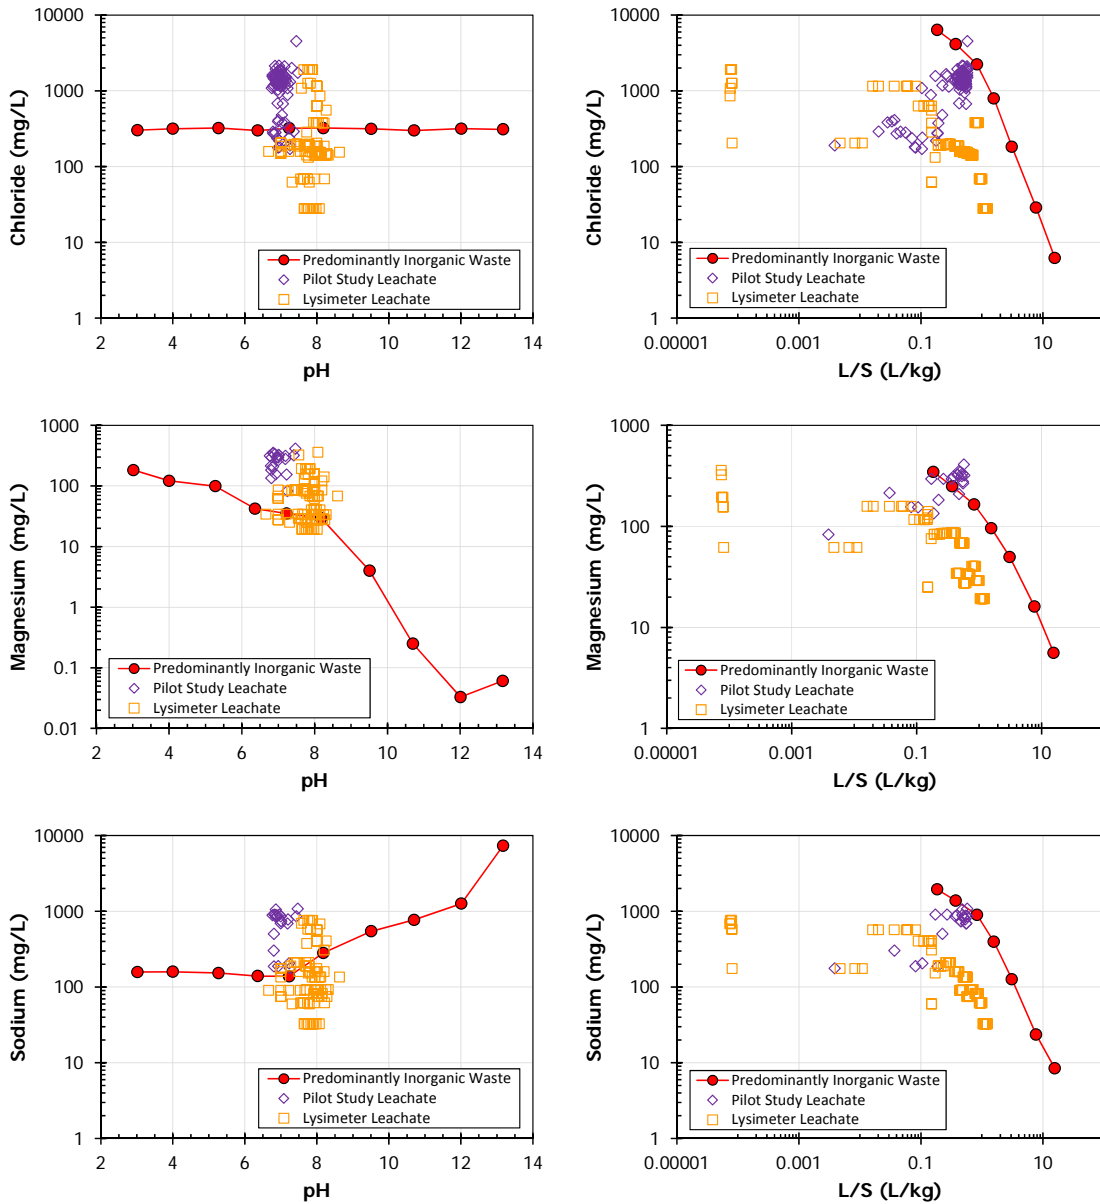 10000
1000
100
10
1
Chloride (mg/L)
2 4 6 8 10 12 14
pH
Predominantly Inorganic Waste
Pilot Study Leachate
Lysimeter Leachate
10000
1000
100
10
1
Chloride (mg/L)
0.00001 0.001 0.1 10
L/S (L/kg)
Predominantly Inorganic Waste
Pilot Study Leachate
Lysimeter Leachate
1000
100
10
1
0.1
0.01
Magnesium (mg/L)
2 4 6 8 10 12 14
pH
Predominantly Inorganic Waste
Pilot Study Leachate
Lysimeter Leachate
1000
100
10
1
Magnesium (mg/L)
0.00001 0.001 0.1 10
L/S (L/kg)
Predominantly Inorganic Waste
Pilot Study Leachate
Lysimeter Leachate
10000
1000
100
10
1
Sodium (mg/L)
2 4 6 8 10 12 14
pH
Predominantly Inorganic Waste
Pilot Study Leachate
Lysimeter Leachate
10000
1000
100
10
1
Sodium (mg/L)
0.00001 0.001 0.1 10
L/S (L/kg)
Predominantly Inorganic Waste
Pilot Study Leachate
Lysimeter Leachate